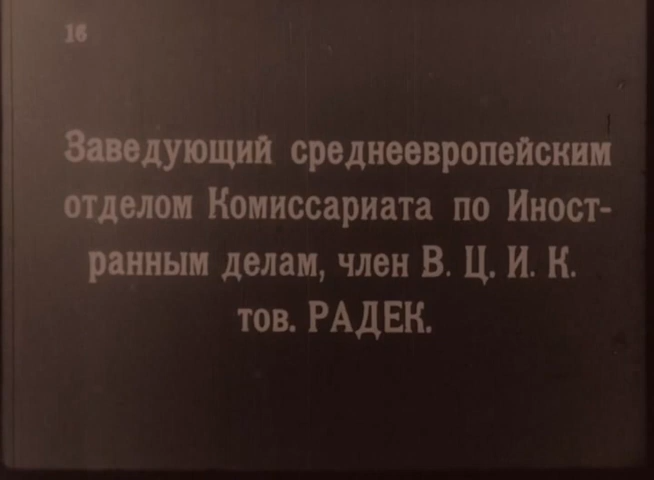 16
Заведующий среднеевропейским
отделом Комиссариата по Иност-
ранным делам, член В. Ц. И. К.
тов. РАДЕК.